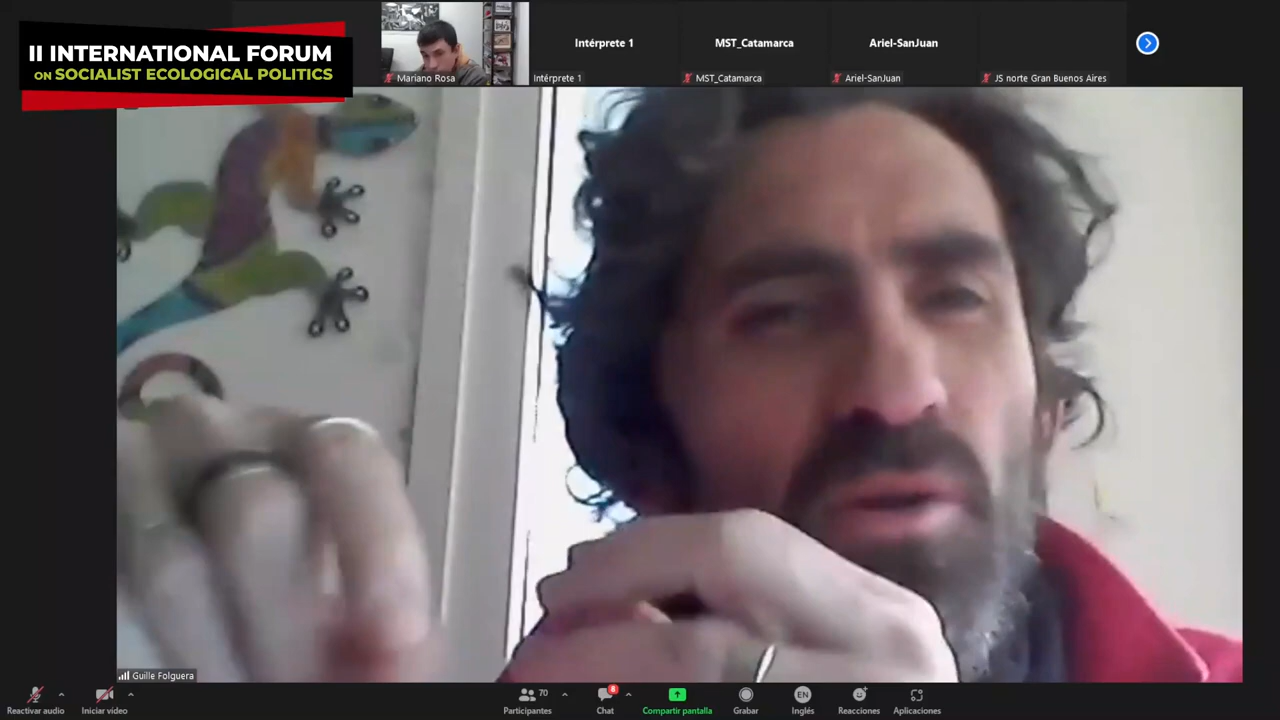 II INTERNATIONAL FORUM
ON SOCIALIST ECOLOGICAL POLITICS
Mariano Rosa
Intérprete 1
Intérprete 1
MST_Catamarca
MST_Catamarca
Ariel-SanJuan
Ariel-SanJuan
JS norte Gran Buenos Aires
Guille Folguera
Reactivar audio
Iniciar video
70
Participantes
8
Chat
Compartir pantalla
Grabar
EN
Inglés
Reacciones
Aplicaciones